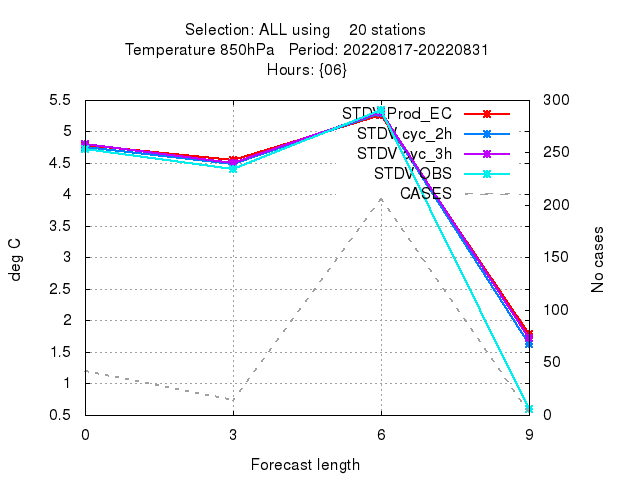 Selection: ALL using 20 stations
Temperature 850hPa Period: 20220817-20220831
Hours: {06}
STDV Prod_EC
STDV cyc_2h
STDV cyc_3h
STDV OBS
CASES
5.5
5
4.5
4
3.5
3
2.5
2
1.5
1
0.5
deg C
300
250
200
150
100
50
0
No cases
0 3 6 9
Forecast length